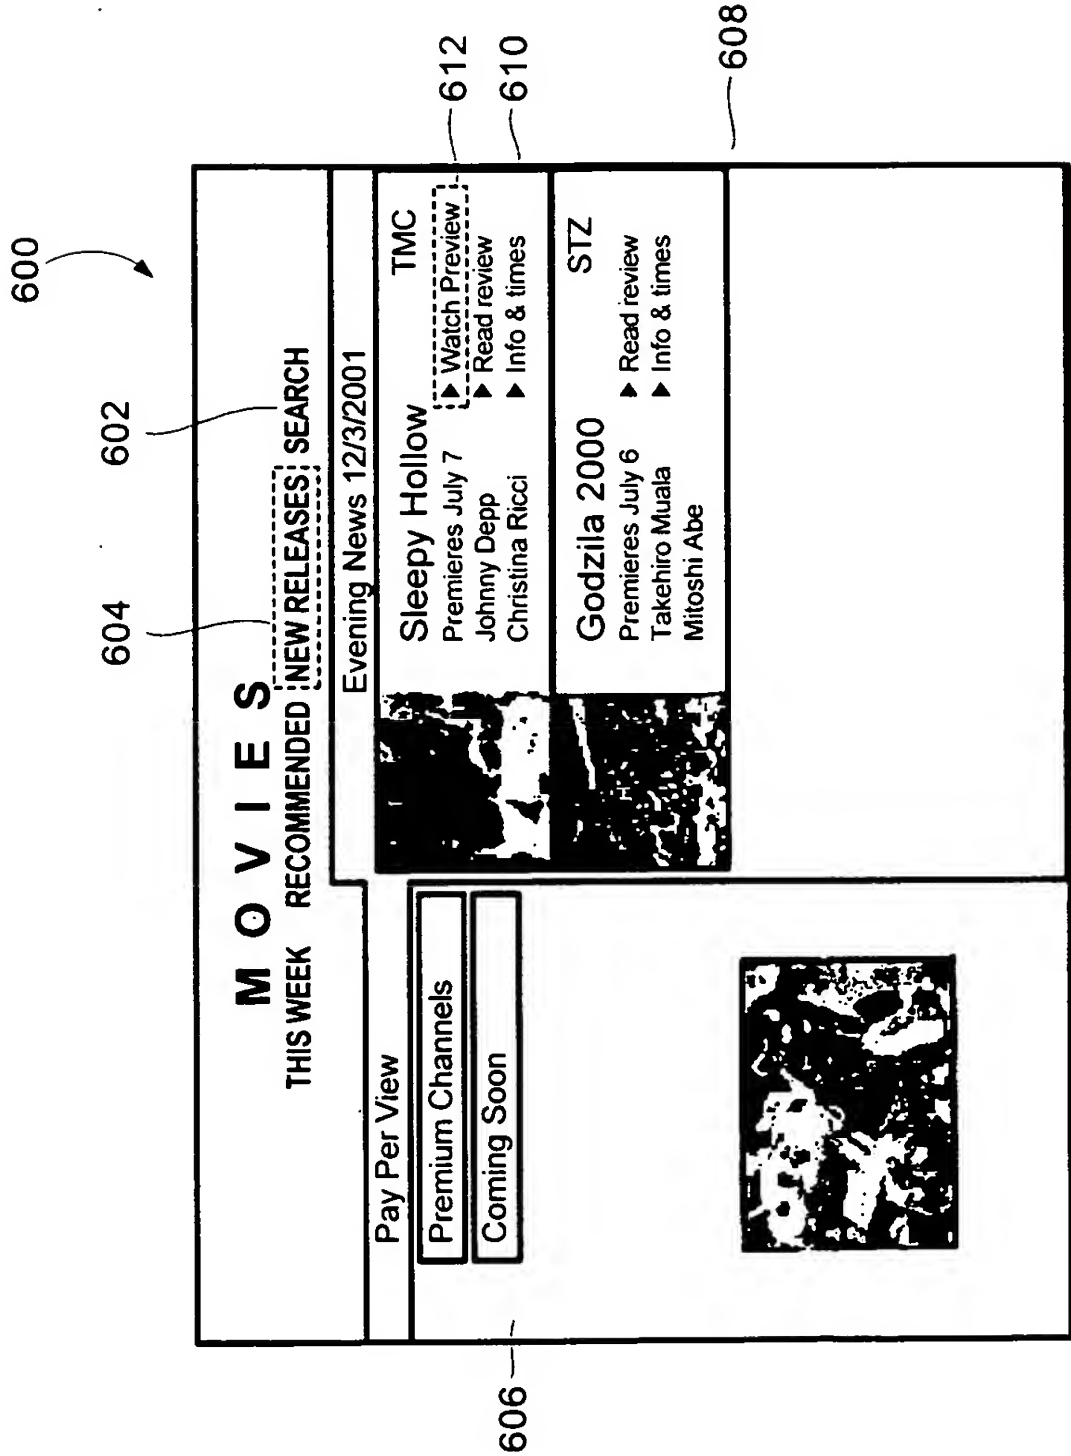 600
602
604
MOVIES
THIS WEEK RECOMMENDED NEW RELEASES SEARCH
Pay Per View
Evening News 12/3/2001
Premium Channels
Coming Soon
Sleepy Hollow TMC
Premieres July 7 ▶ Watch Preview
Johnny Depp ▶ Read review
Christina Ricci ▶ Info & times
Godzila 2000 STZ
Premieres July 6 ▶ Read review
Takehiro Muala ▶ Info & times
Mitoshi Abe
612
610
608
606